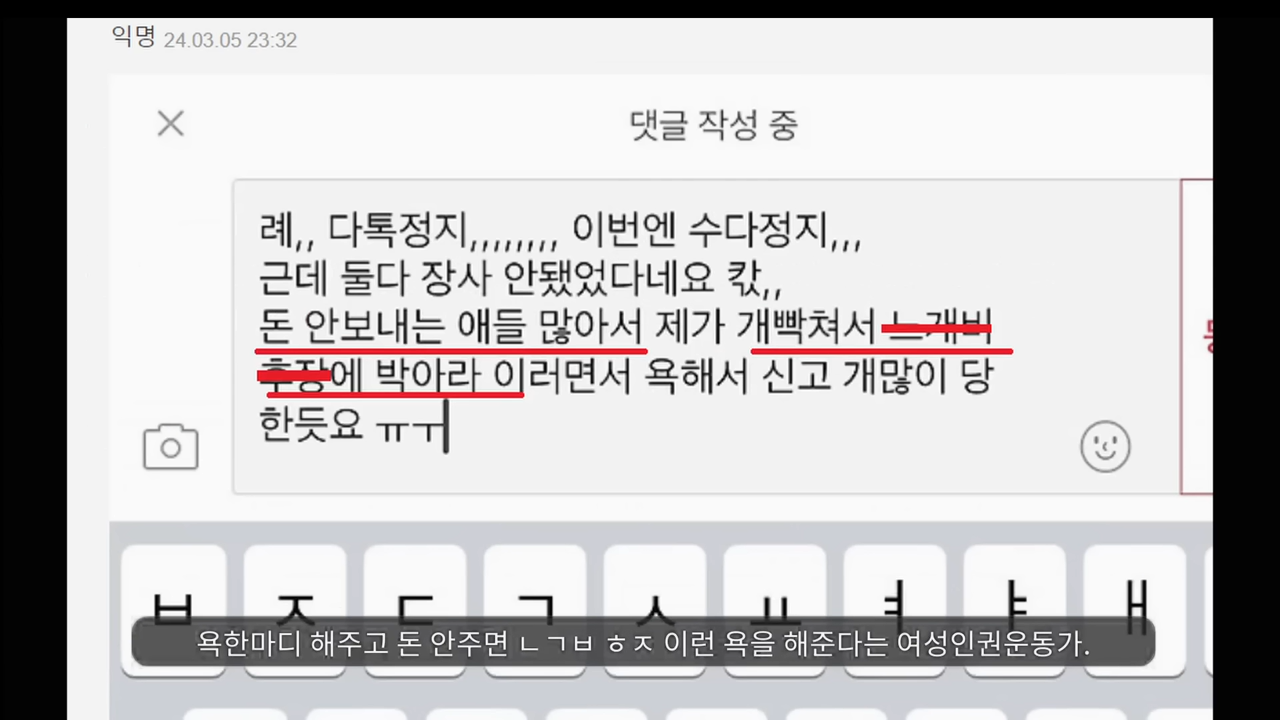 익명 24.03.05 23:32
댓글 작성 중
례,, 다톡정지,,,,,,,, 이번엔 수다정지,,,
근데 둘다 장사 안됐었다네요 캆,,
돈 안보내는 애들 많아서 제가 개빡쳐서 느개비
후장에 박아라 이러면서 욕해서 신고 개많이 당
한듯요 ㅠㅜ
ㅂ ㅈ ㄷ ㄱ ㅅ ㅛ ㅕ ㅑ ㅐ
욕한마디 해주고 돈 안주면 ㄴㄱㅂ ㅎㅈ 이런 욕을 해준다는 여성인권운동가.